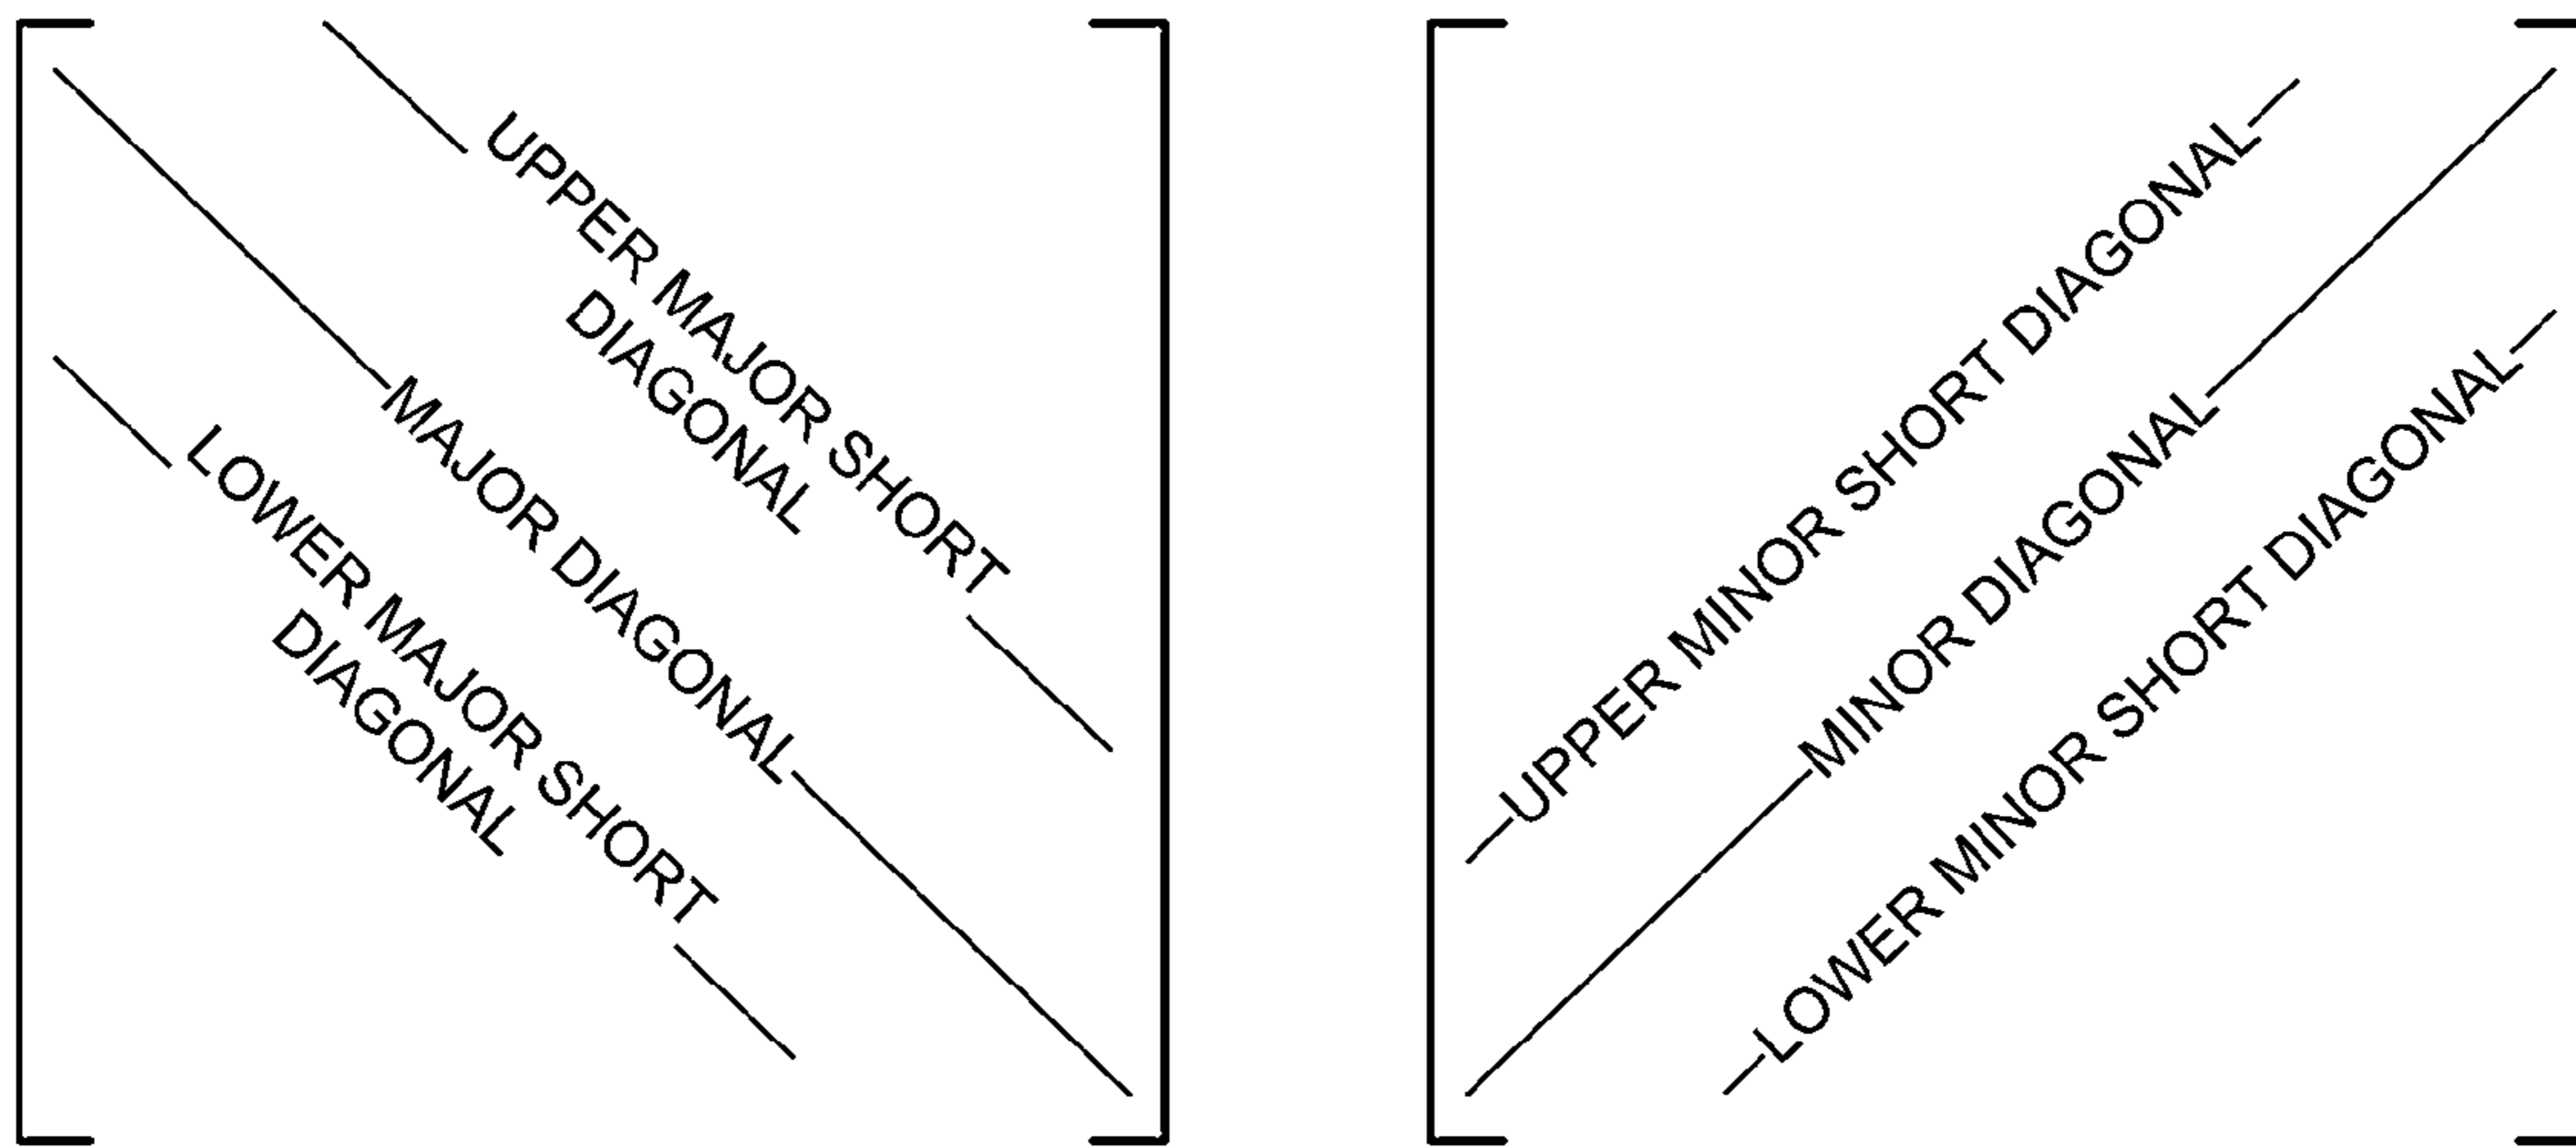 UPPER MAJOR SHORT
DIAGONAL
MAJOR DIAGONAL
LOWER MAJOR SHORT
DIAGONAL
UPPER MINOR SHORT DIAGONAL
MINOR DIAGONAL
LOWER MINOR SHORT DIAGONAL